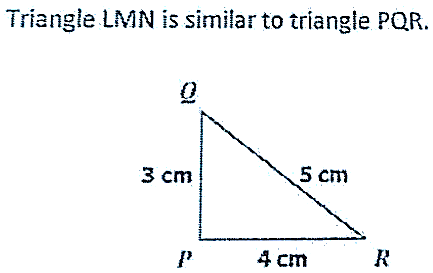 Triangle LMN is similar to triangle PQR.
Q
3 cm 5 cm
P 4 cm R